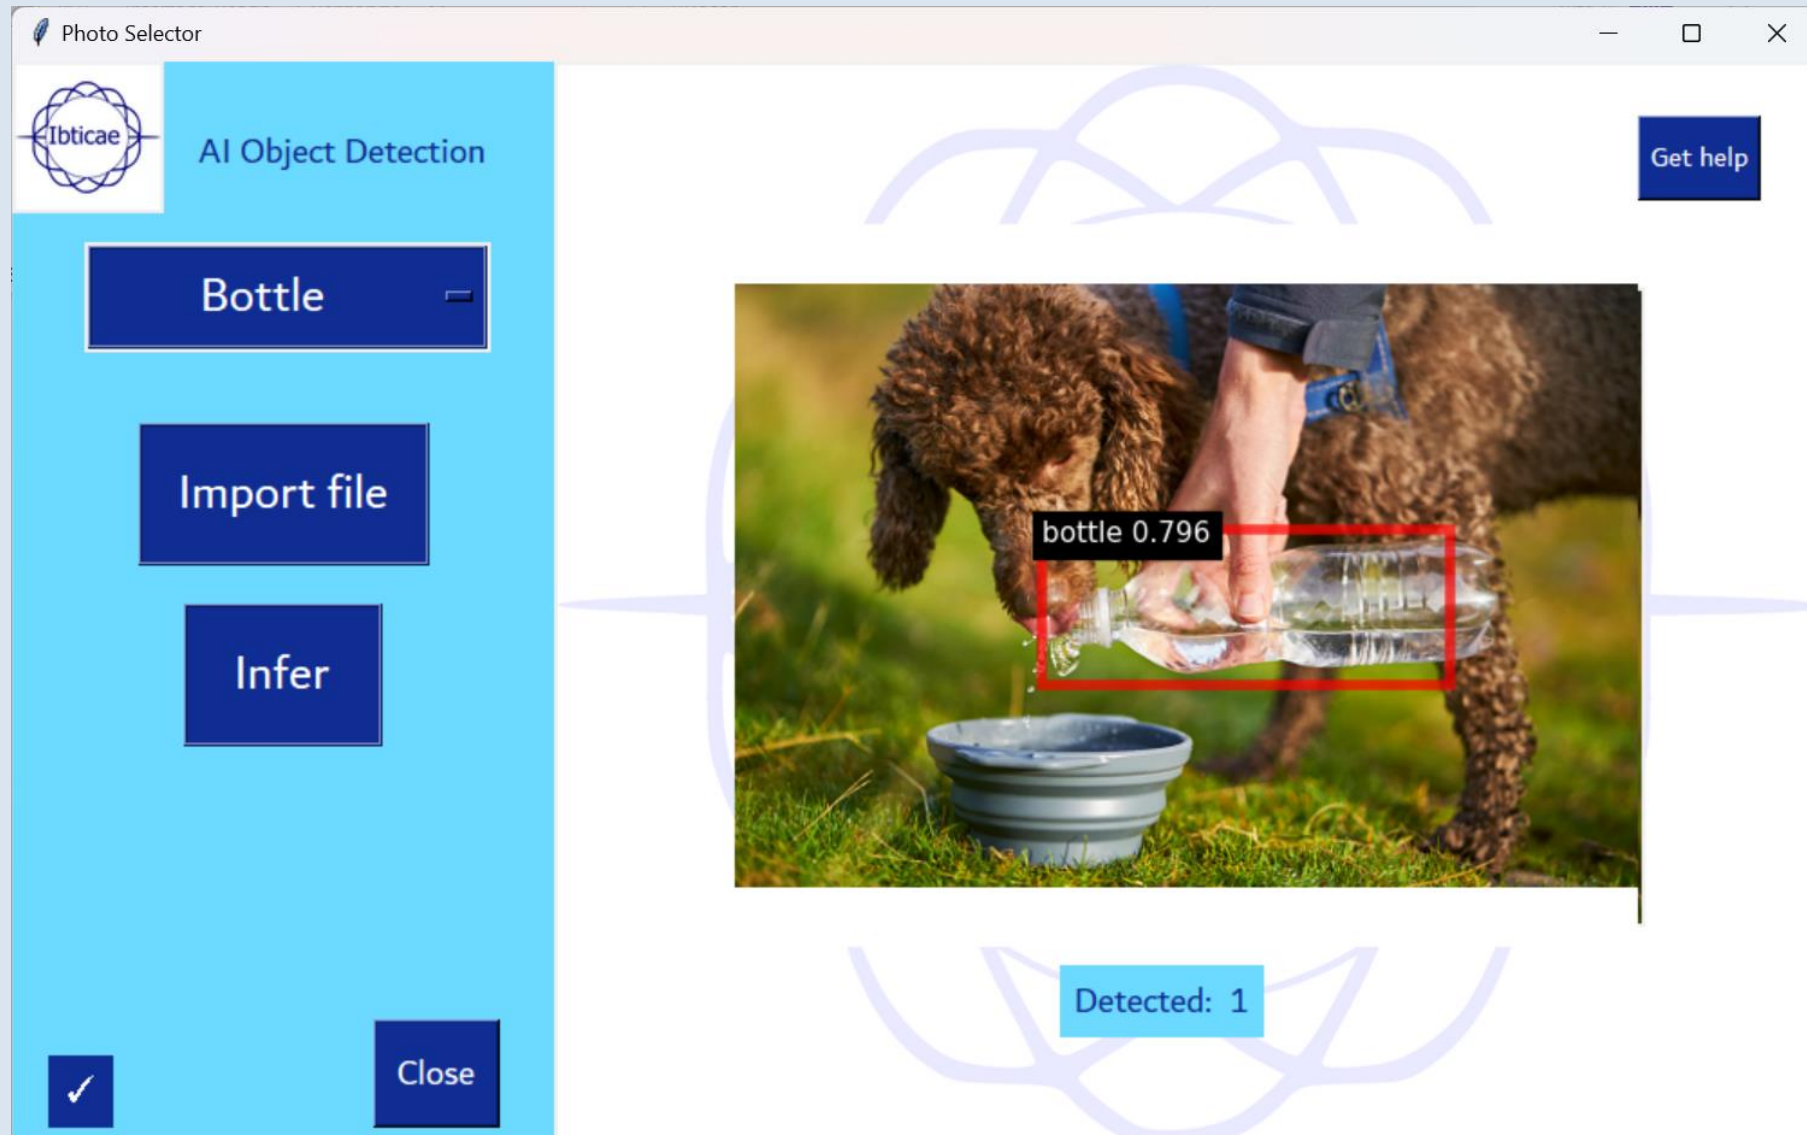 Photo Selector
Ibticae
AI Object Detection
Get help
Bottle
Import file
bottle 0.796
Infer
Detected: 1
Close